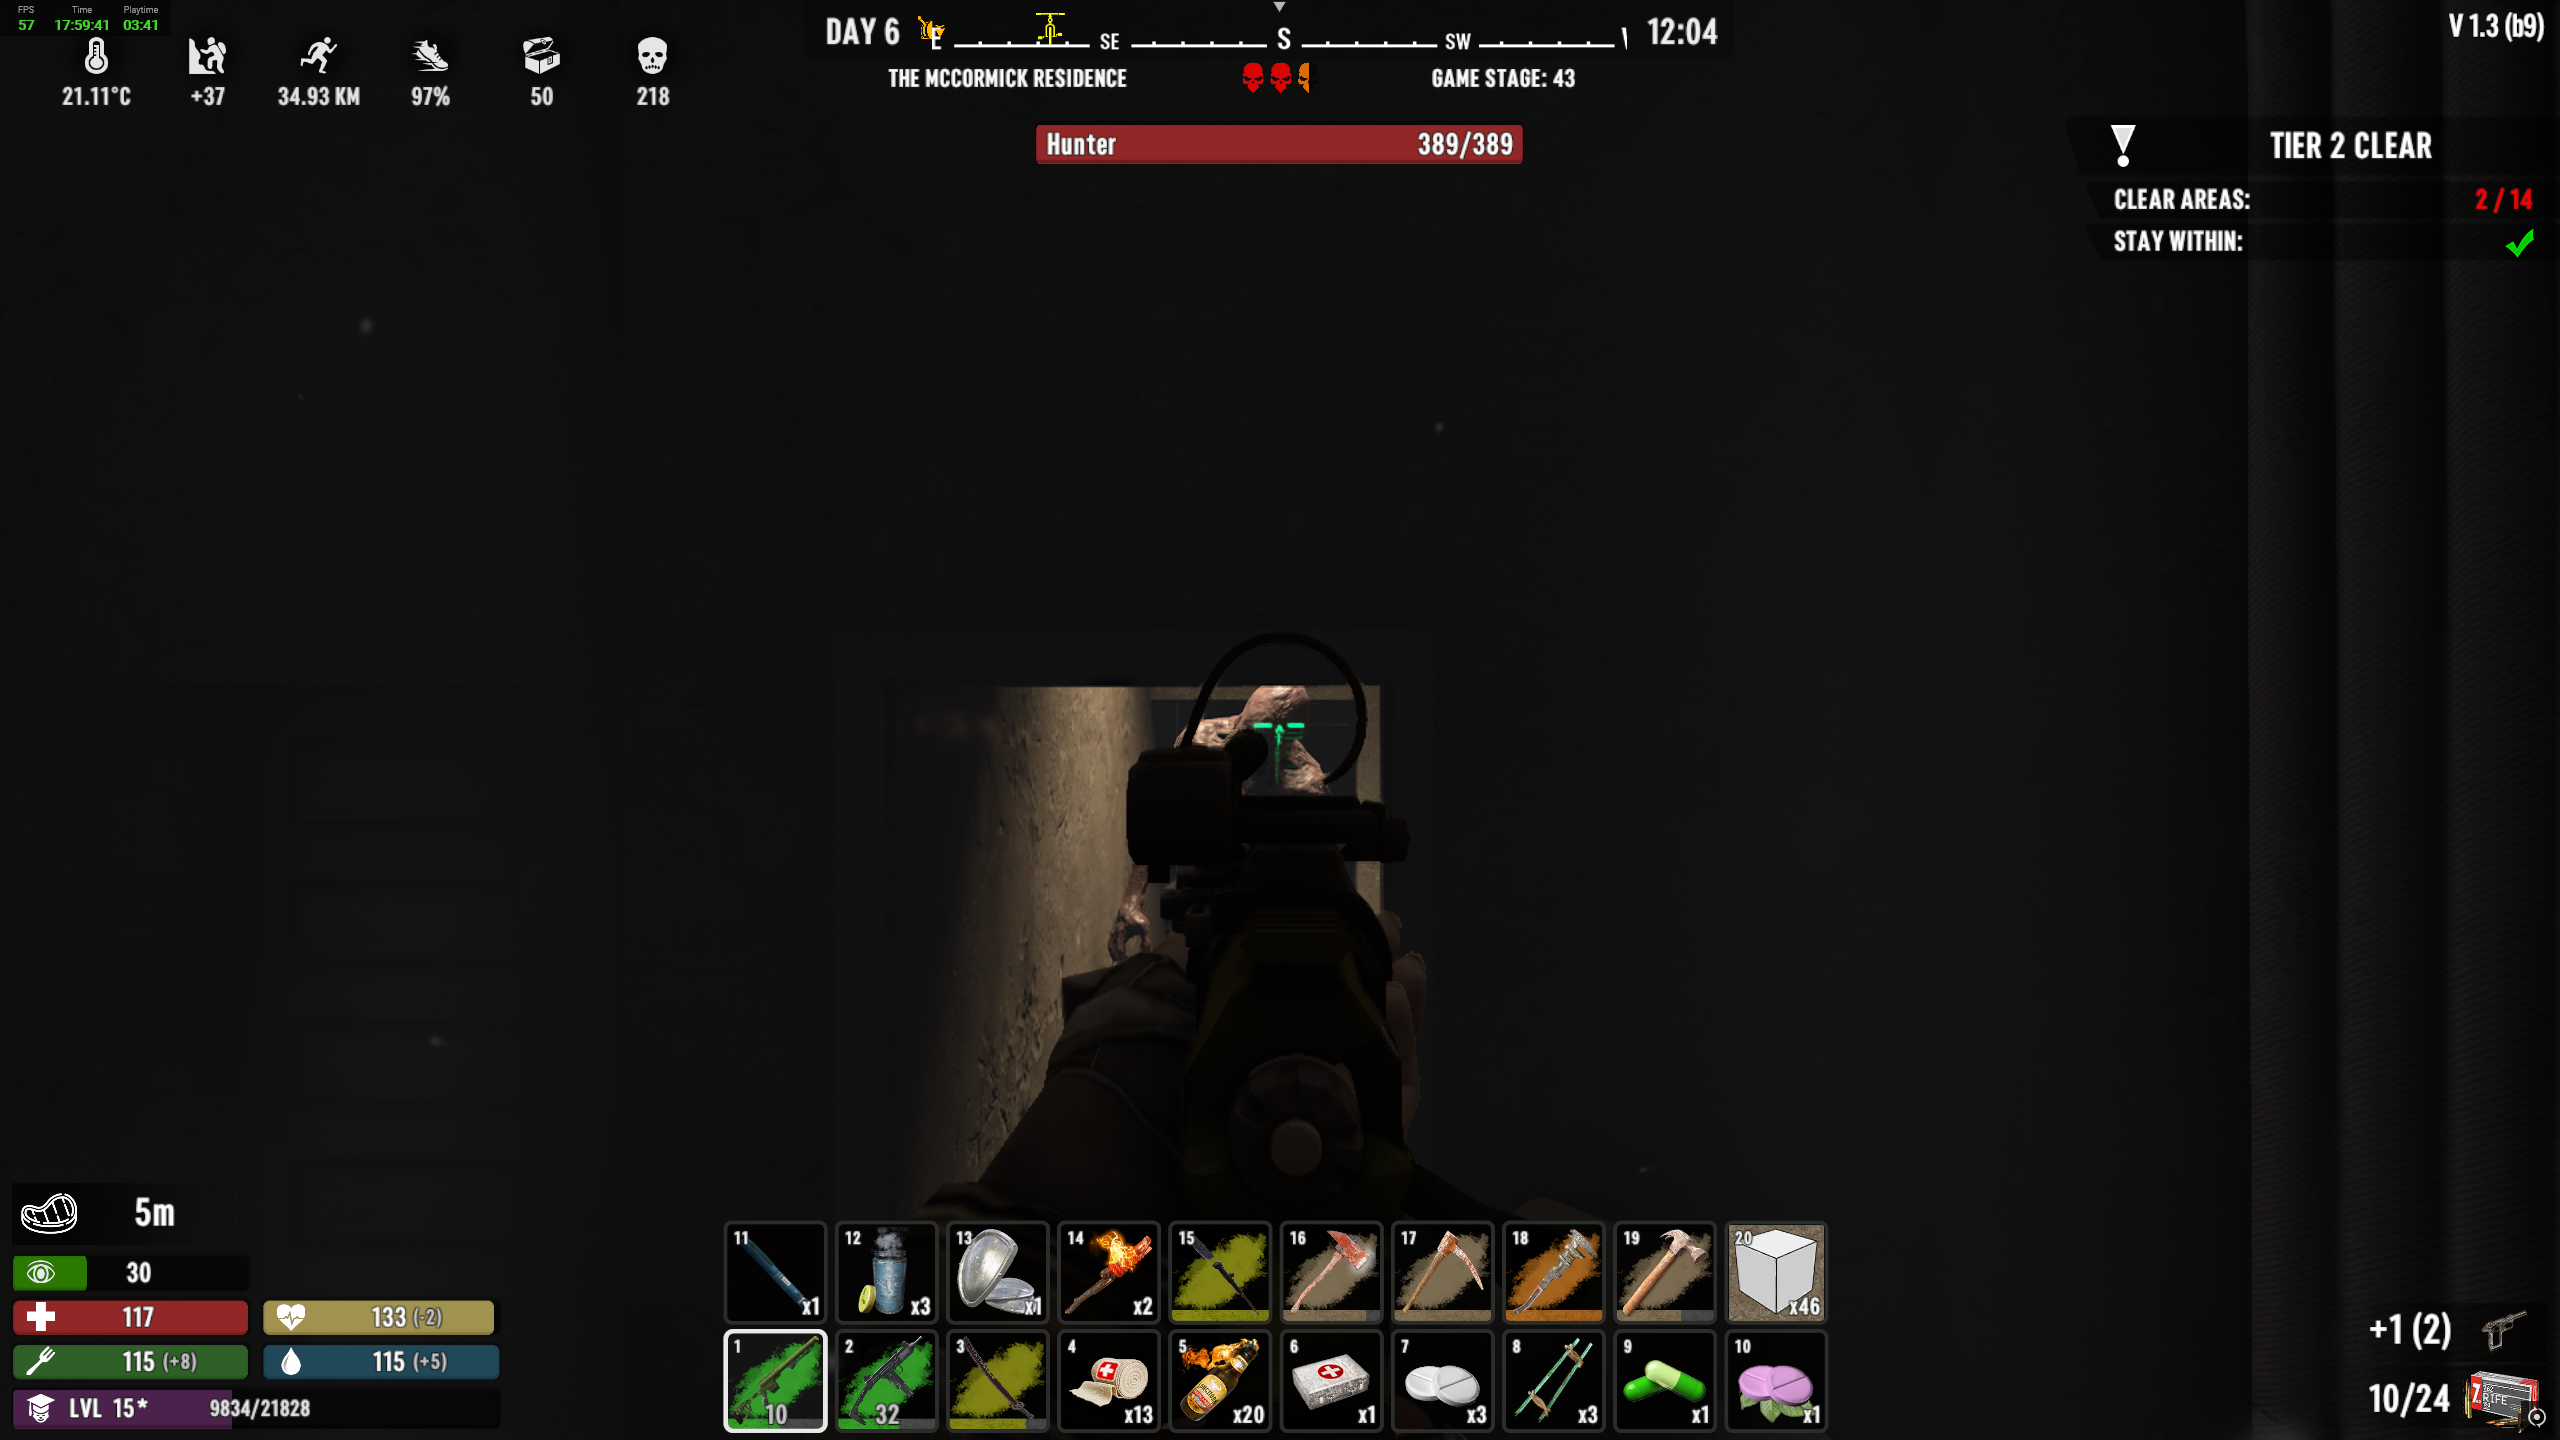 FPS Time Playtime
57 17:59:41 03:41
DAY 6 E SE S SW 12:04
V 1.3 (b9)
21.11°C +37 34.93 KM 97% 50 218
THE MCCORMICK RESIDENCE GAME STAGE: 43
Hunter 389/389
TIER 2 CLEAR
CLEAR AREAS: 2 / 14
STAY WITHIN:
5m
30
117 133 (-2)
115 (+8) 115 (+5)
LVL 15* 9834/21828
11 x1 12 x3 13 x1 14 x2 15 16 17 18 19 20 x46
1 10 2 32 3 4 x13 5 x20 6 x1 7 x3 8 x3 9 x1 10 x1
+1 (2)
10/24